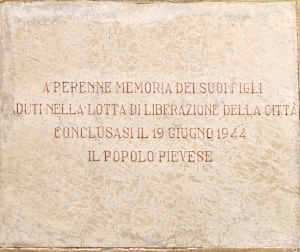 A PERENNE MEMORIA DEI SUOI FIGLI
ADUTI NELLA LOTTA DI LIBERAZIONE DELLA CITTÀ
CONCLUSASI IL 19 GIUGNO 1944
IL POPOLO PIEVESE